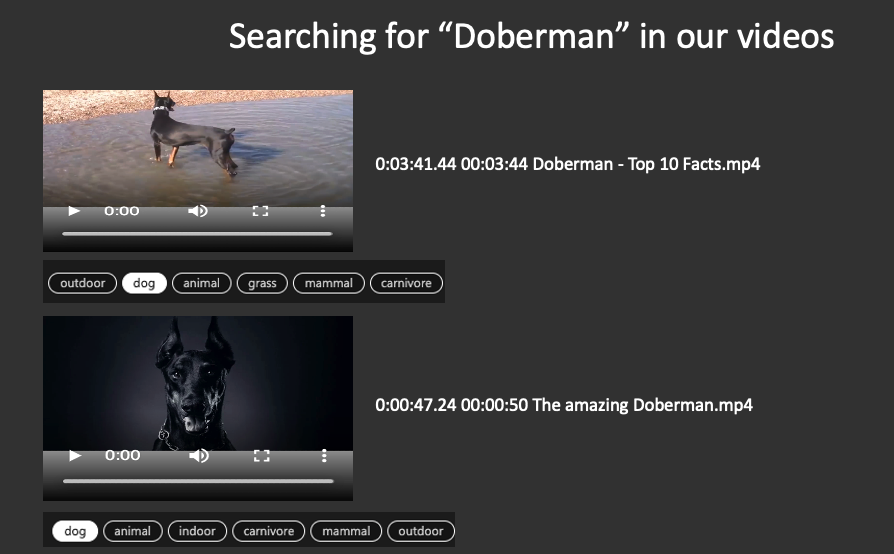 Searching for “Doberman” in our videos
0:03:41.44 00:03:44 Doberman - Top 10 Facts.mp4
0:00
outdoor dog animal grass mammal carnivore
0:00:47.24 00:00:50 The amazing Doberman.mp4
0:00
dog animal indoor carnivore mammal outdoor